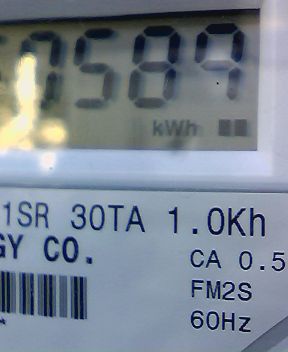 7589
kWh
1SR 30TA 1.0Kh
GY CO.
CA 0.5
FM2S
60Hz